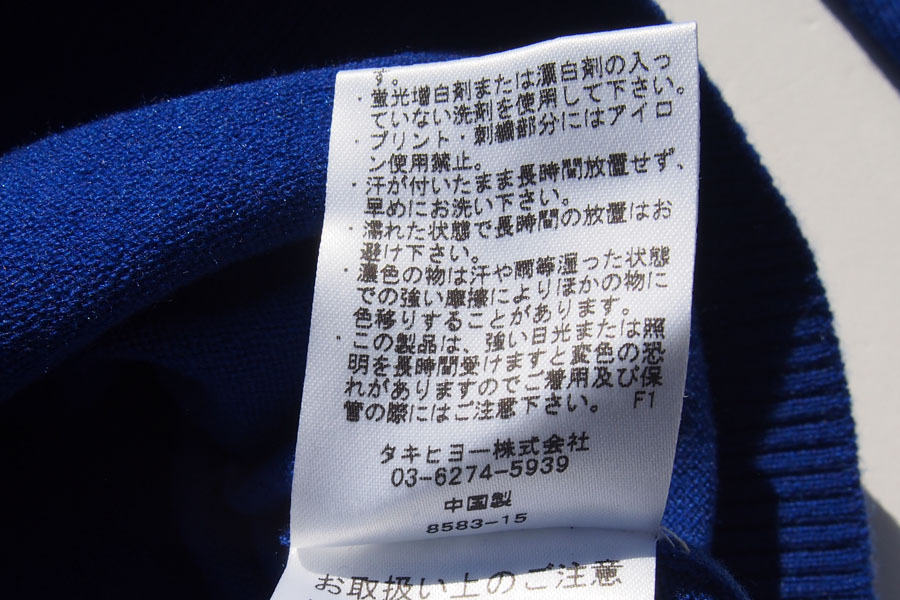 す。
・蛍光増白剤または漂白剤の入っ
ていない洗剤を使用して下さい。
・プリント・刺繍部分にはアイロ
ン使用禁止。
・汗が付いたまま長時間放置せず、
早めにお洗い下さい。
・濡れた状態で長時間の放置はお
避け下さい。
・濃色の物は汗や雨等湿った状態
での強い摩擦によりほかの物に
色移りすることがあります。
・この製品は、強い日光または照
明を長時間受けますと変色の恐
れがありますのでご着用及び保
管の際にはご注意下さい。 F1
タキヒヨー株式会社
03-6274-5939
中国製
8583-15
お取扱い上のご注意